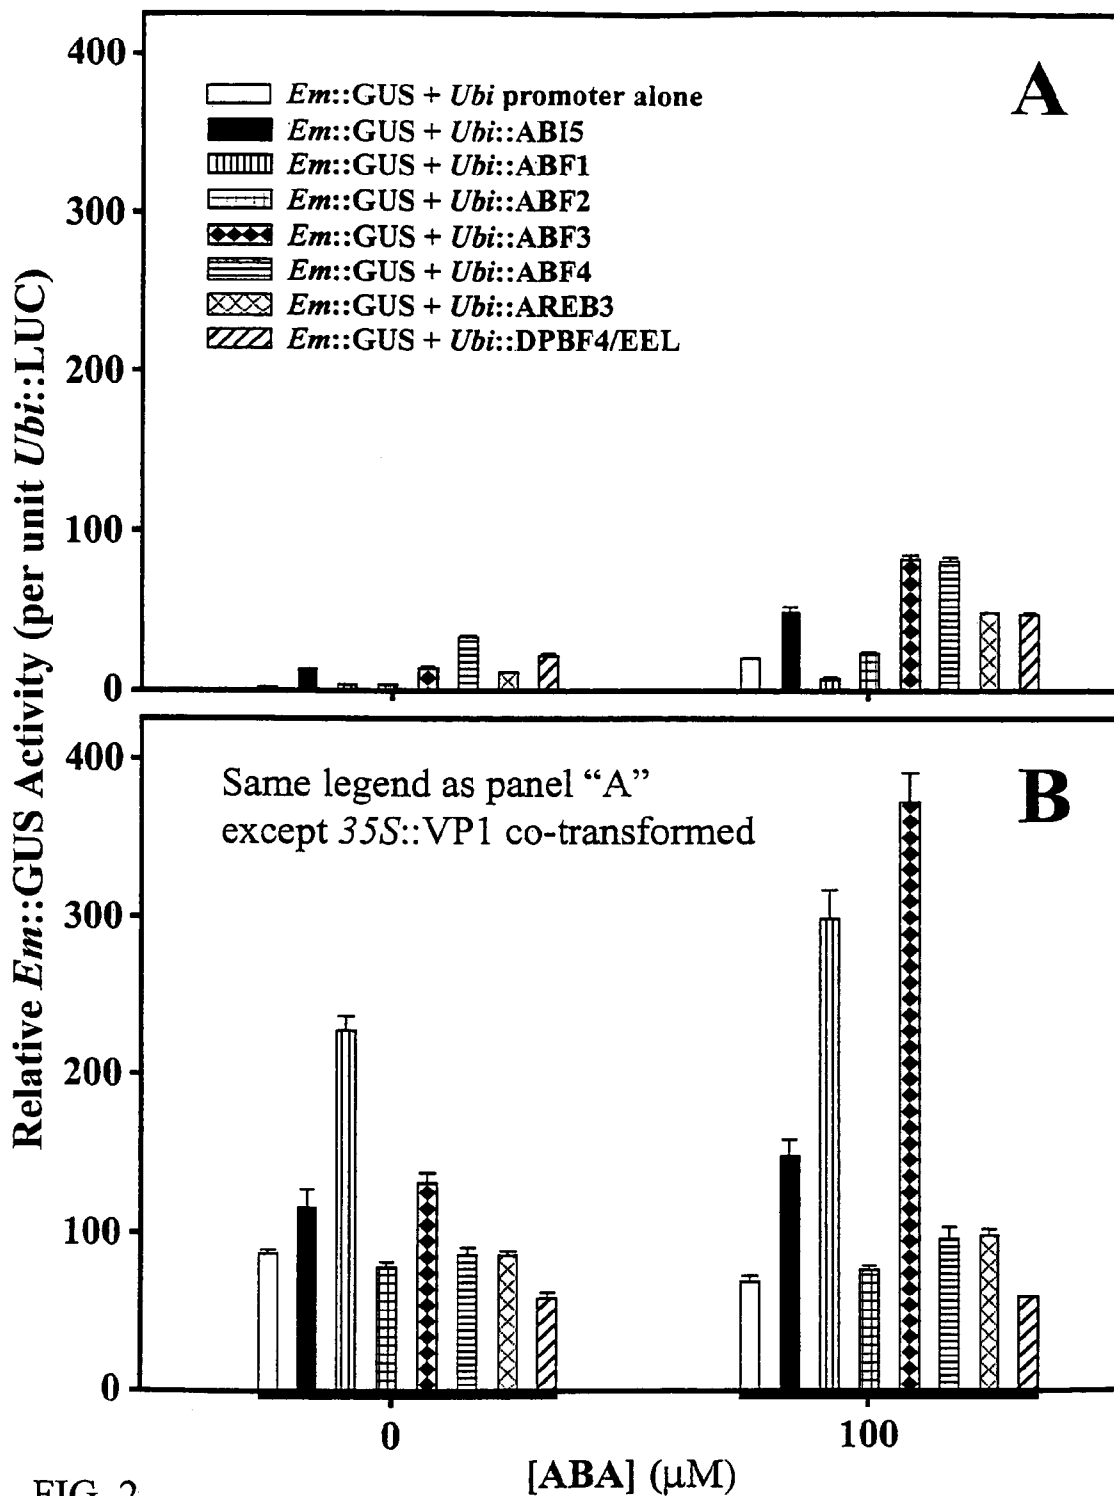 Relative Em::GUS Activity (per unit Ubi::LUC)
400
300
200
100
0
A
Em::GUS + Ubi promoter alone
Em::GUS + Ubi::ABI5
Em::GUS + Ubi::ABF1
Em::GUS + Ubi::ABF2
Em::GUS + Ubi::ABF3
Em::GUS + Ubi::ABF4
Em::GUS + Ubi::AREB3
Em::GUS + Ubi::DPBF4/EEL
400
300
200
100
0
Same legend as panel “A”
except 35S::VP1 co-transformed
B
0
100
[ABA] (µM)
FIG. 2